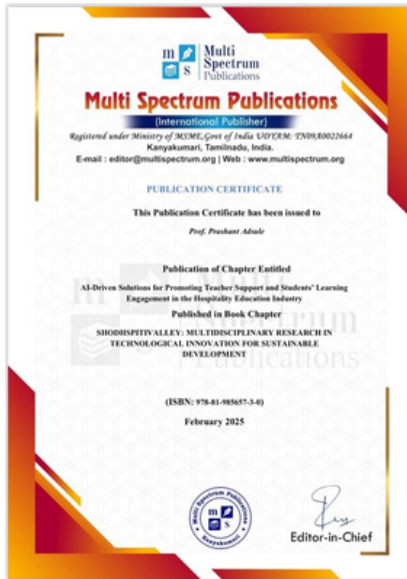 m s Multi
Spectrum
Publications
Multi Spectrum Publications
(International Publisher)
Registered under Ministry of MSME,Govt of India UDYAM: TN09A0022664
Kanyakumari, Tamilnadu, India.
E-mail : editor@multispectrum.org | Web : www.multispectrum.org
PUBLICATION CERTIFICATE
This Publication Certificate has been issued to
Prof. Prashant Adsule
Publication of Chapter Entitled
AI-Driven Solutions for Promoting Teacher Support and Students' Learning
Engagement in the Hospitality Education Industry
Published in Book Chapter
SHODHSPITIVALLEY: MULTIDISCIPLINARY RESEARCH IN
TECHNOLOGICAL INNOVATION FOR SUSTAINABLE
DEVELOPMENT
(ISBN: 978-81-985657-3-0)
February 2025
Multi Spectrum Publications
m s
Kanyakumari
Editor-in-Chief